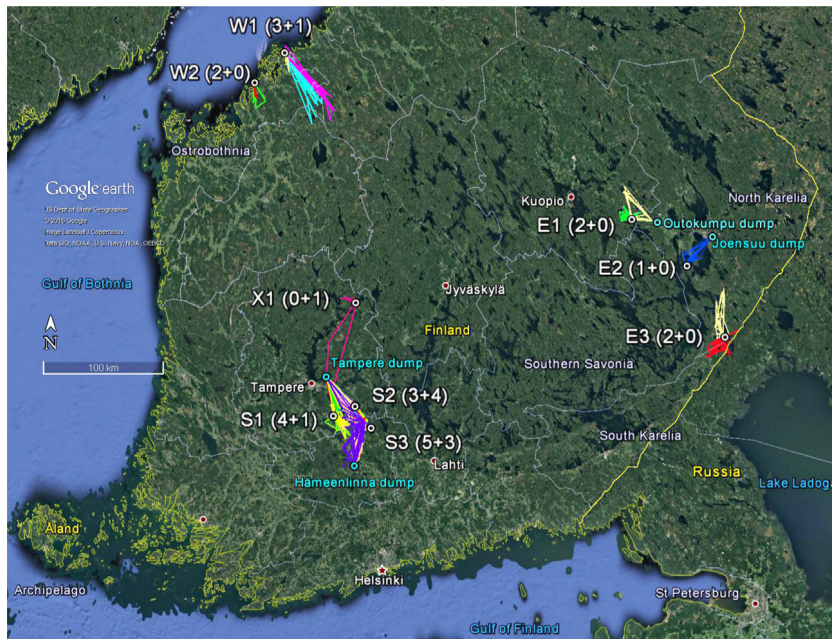 W1 (3+1)
W2 (2+0)
Ostrobothnia
Google earth
US Dept of State Geographer
© 2016 Google
Image Landsat / Copernicus
Data SIO, NOAA, U.S. Navy, NGA, GEBCO
Kuopio
North Karelia
E1 (2+0)
Outokumpu dump
Joensuu dump
E2 (1+0)
Gulf of Bothnia
Jyväskylä
X1 (0+1)
N
Finland
E3 (2+0)
100 km
Tampere dump
Southern Savonia
Tampere
S2 (3+4)
S1 (4+1)
S3 (5+3)
South Karelia
Lahti
Russia
Hämeenlinna dump
Lake Ladoga
Åland
Helsinki
Archipelago
St Petersburg
Gulf of Finland